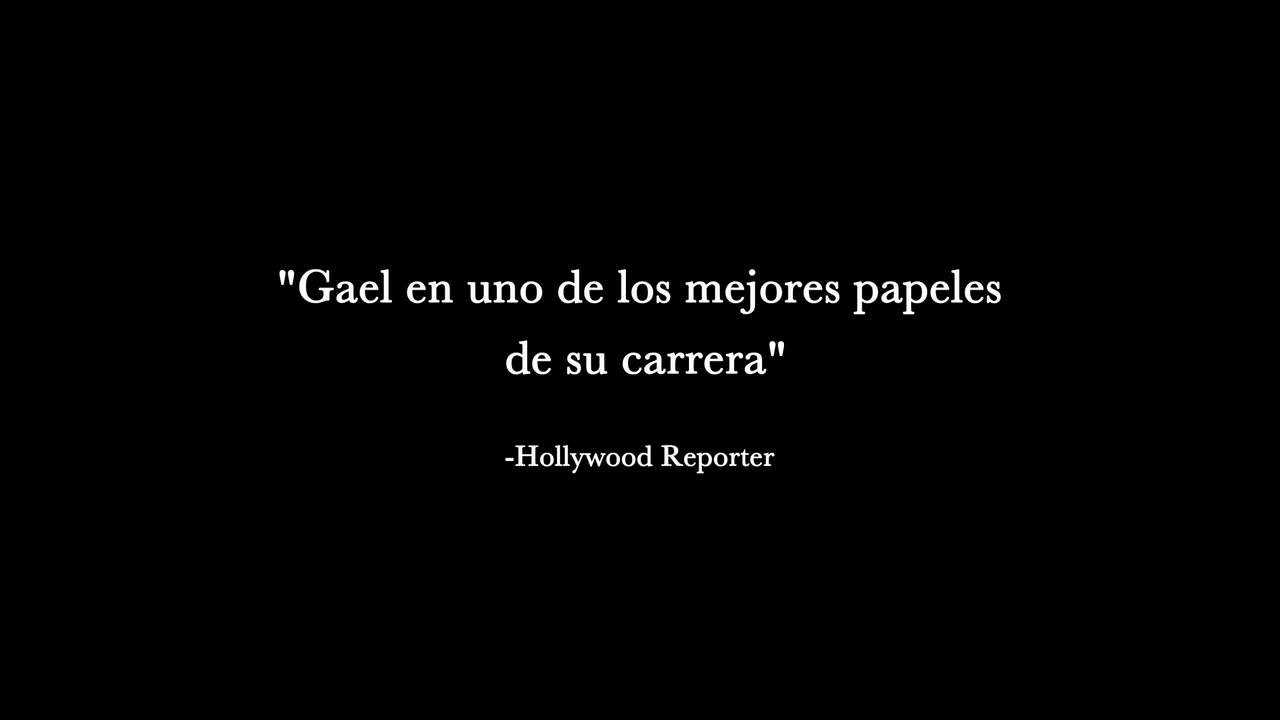 "Gael en uno de los mejores papeles
de su carrera"
-Hollywood Reporter